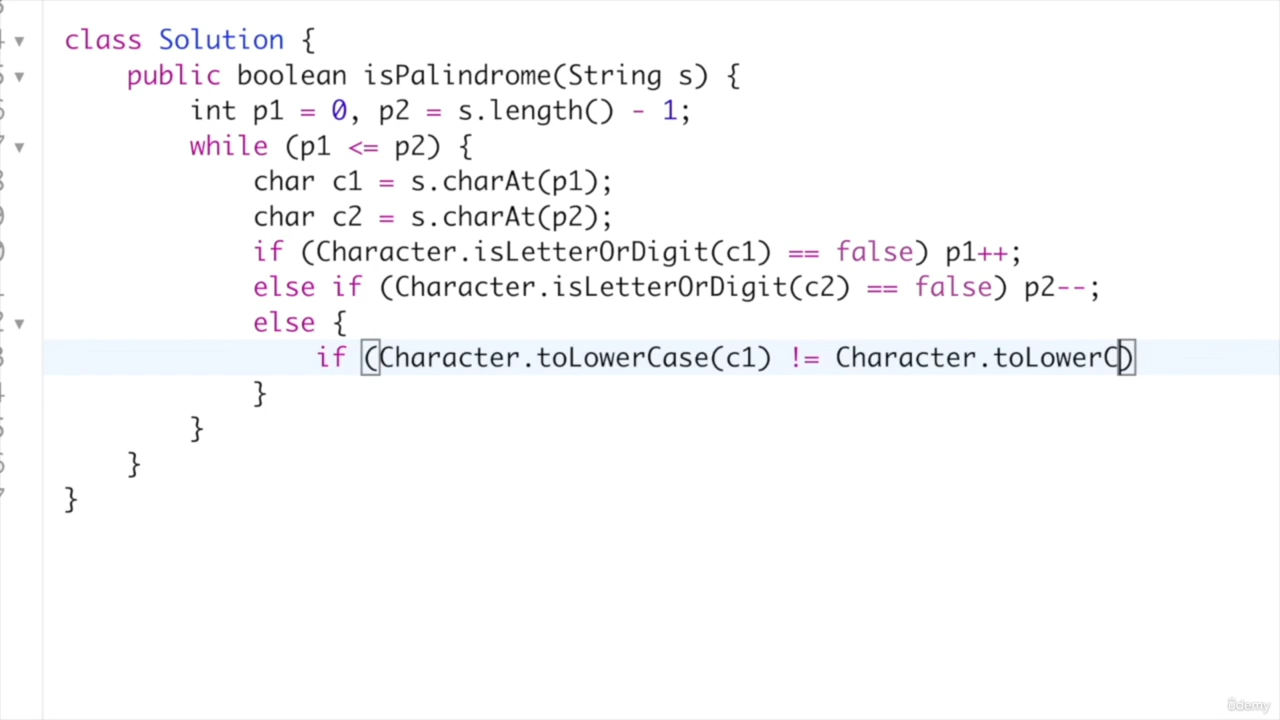 class Solution {
public boolean isPalindrome(String s) {
int p1 = 0, p2 = s.length() - 1;
while (p1 <= p2) {
char c1 = s.charAt(p1);
char c2 = s.charAt(p2);
if (Character.isLetterOrDigit(c1) == false) p1++;
else if (Character.isLetterOrDigit(c2) == false) p2--;
else {
if (Character.toLowerCase(c1) != Character.toLowerC)
}
}
}
}
Udemy